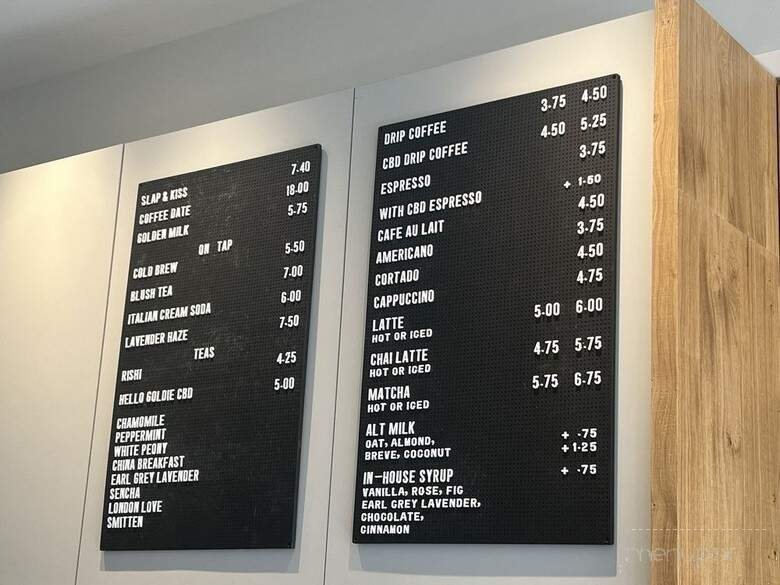 SLAP & KISS 7.40
COFFEE DATE 18.00
GOLDEN MILK 5.75
ON TAP
COLD BREW 5.50
BLUSH TEA 7.00
ITALIAN CREAM SODA 6.00
LAVENDER HAZE 7.50
TEAS
RISHI 4.25
HELLO GOLDIE CBD 5.00
CHAMOMILE
PEPPERMINT
WHITE PEONY
CHINA BREAKFAST
EARL GREY LAVENDER
SENCHA
LONDON LOVE
SMITTEN
DRIP COFFEE 3.75 4.50
CBD DRIP COFFEE 4.50 5.25
ESPRESSO 3.75
WITH CBD ESPRESSO + 1.50
CAFE AU LAIT 4.50
AMERICANO 3.75
CORTADO 4.50
CAPPUCCINO 4.75
LATTE 5.00 6.00
HOT OR ICED
CHAI LATTE 4.75 5.75
HOT OR ICED
MATCHA 5.75 6.75
HOT OR ICED
ALT MILK + .75
OAT, ALMOND, +1.25
BREVE, COCONUT
IN-HOUSE SYRUP + .75
VANILLA, ROSE, FIG
EARL GREY LAVENDER,
CHOCOLATE,
CINNAMON